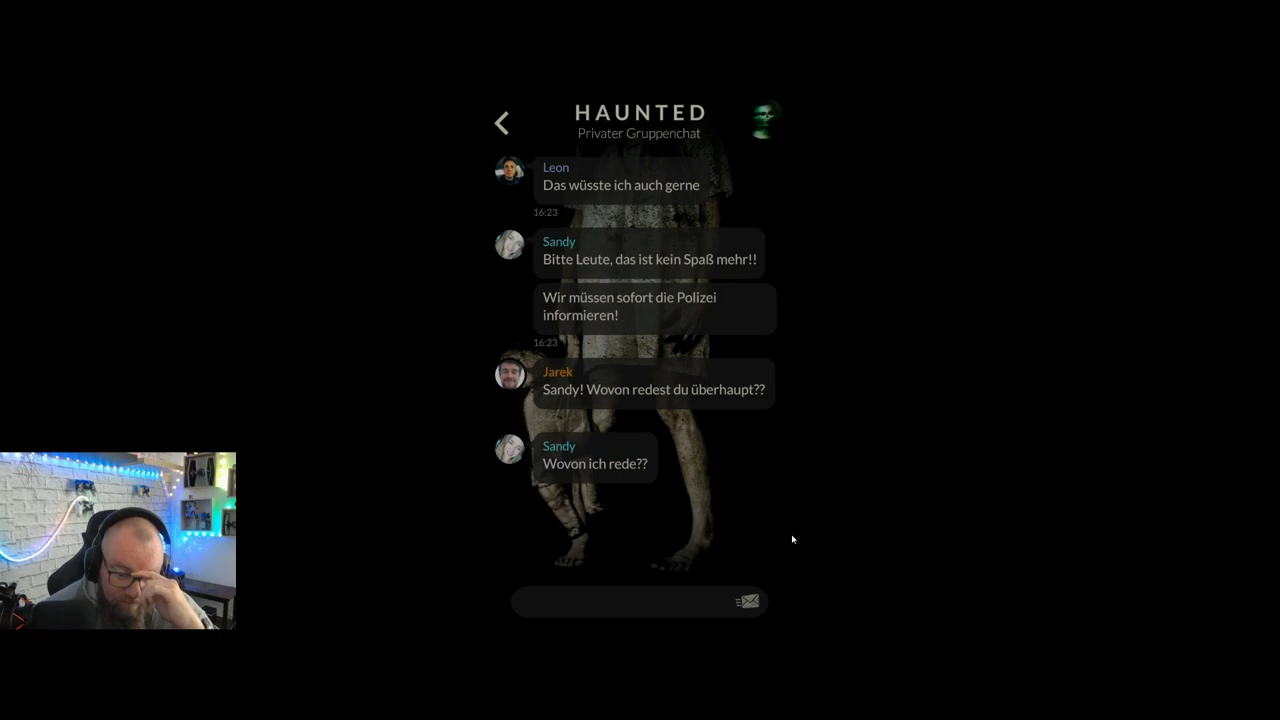 HAUNTED
Privater Gruppenchat
Leon
Das wüsste ich auch gerne
16:23
Sandy
Bitte Leute, das ist kein Spaß mehr!!
Wir müssen sofort die Polizei
informieren!
16:23
Jarek
Sandy! Wovon redest du überhaupt??
Sandy
Wovon ich rede??